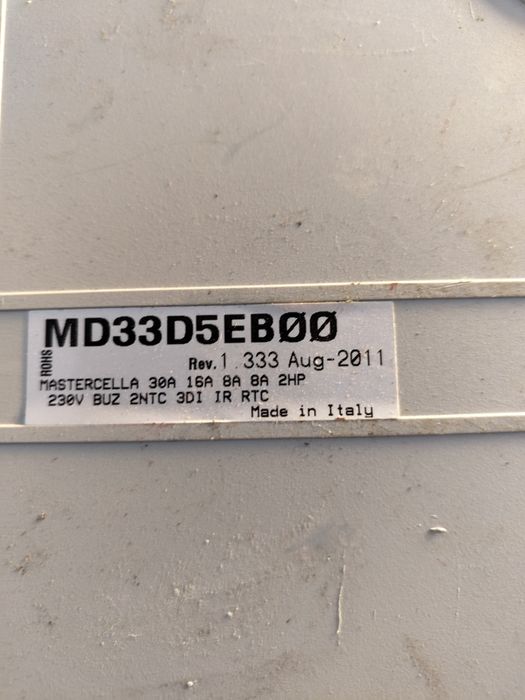 MD33D5EBØØ
ROHS
Rev.1.333 Aug-2011
MASTERCELLA 30A 16A 8A 8A 2HP
230V BUZ 2NTC 3DI IR RTC
Made in Italy